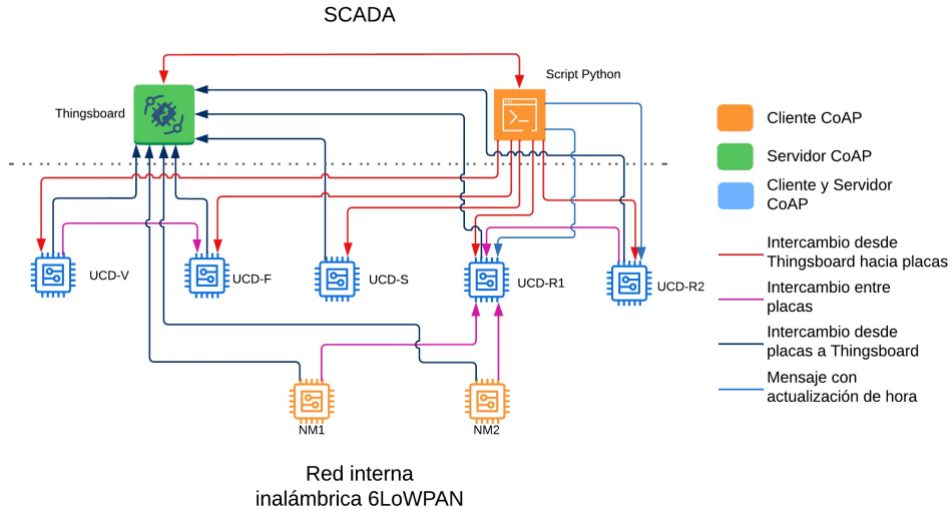 SCADA
Script Python
Thingsboard
Cliente CoAP
Servidor CoAP
Cliente y Servidor
CoAP
Intercambio desde
Thingsboard hacia placas
Intercambio entre
placas
Intercambio desde
placas a Thingsboard
Mensaje con
actualización de hora
UCD-V
UCD-F
UCD-S
UCD-R1
UCD-R2
NM1
NM2
Red interna
inalámbrica 6LoWPAN